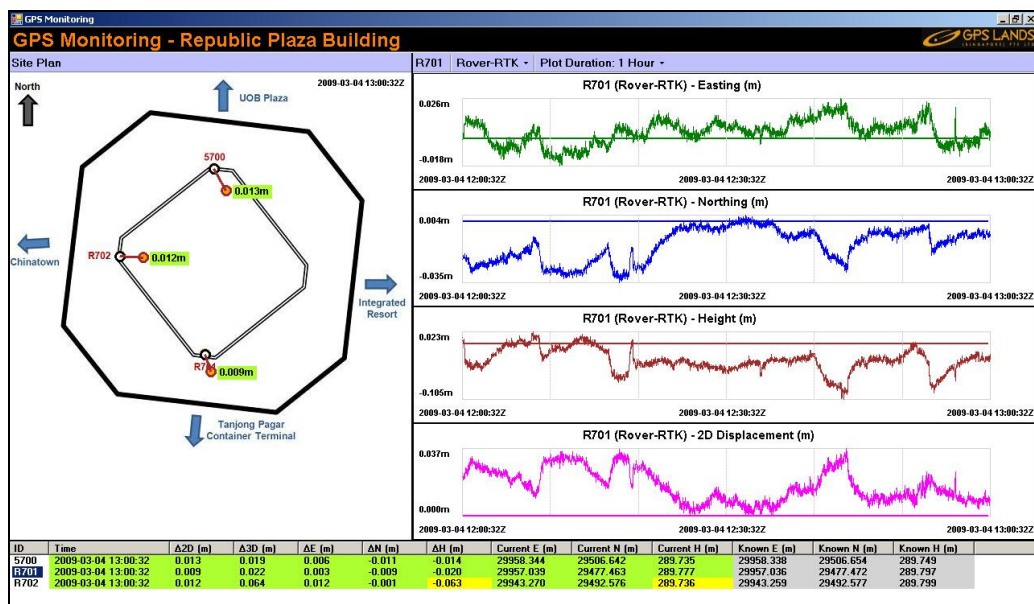 GPS Monitoring
GPS Monitoring - Republic Plaza Building
GPS LANDS
(SINGAPORE) PTE LTD
Site Plan
R701 Rover-RTK Plot Duration: 1 Hour
North
2009-03-04 13:00:32Z
UOB Plaza
5700
0.013m
R702
0.012m
Chinatown
Integrated
Resort
0.009m
Tanjong Pagar
Container Terminal
R701 (Rover-RTK) - Easting (m)
0.026m
-0.018m
2009-03-04 12:00:32Z 2009-03-04 12:30:32Z 2009-03-04 13:00:32Z
R701 (Rover-RTK) - Northing (m)
0.004m
-0.035m
2009-03-04 12:00:32Z 2009-03-04 12:30:32Z 2009-03-04 13:00:32Z
R701 (Rover-RTK) - Height (m)
0.023m
-0.105m
2009-03-04 12:00:32Z 2009-03-04 12:30:32Z 2009-03-04 13:00:32Z
R701 (Rover-RTK) - 2D Displacement (m)
0.037m
0.000m
2009-03-04 12:00:32Z 2009-03-04 12:30:32Z 2009-03-04 13:00:32Z
ID Time Δ2D (m) Δ3D (m) ΔE (m) ΔN (m) ΔH (m) Current E (m) Current N (m) Current H (m) Known E (m) Known N (m) Known H (m)
5700 2009-03-04 13:00:32 0.013 0.019 0.006 -0.011 -0.014 29958.344 29506.642 289.735 29958.338 29506.654 289.749
R701 2009-03-04 13:00:32 0.009 0.022 0.003 -0.009 -0.020 29957.039 29477.463 289.777 29957.036 29477.472 289.797
R702 2009-03-04 13:00:32 0.012 0.064 0.012 -0.001 -0.063 29943.270 29492.576 289.736 29943.259 29492.577 289.799